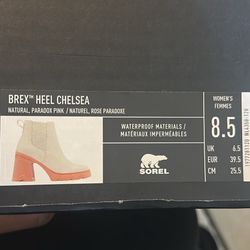 BREX™ HEEL CHELSEA
NATURAL, PARADOX PINK / NATUREL, ROSE PARADOXE
WATERPROOF MATERIALS /
MATÉRIAUX IMPERMÉABLES
SOREL
WOMEN'S
FEMMES
8.5
UK 6.5
EUR 39.5
CM 25.5